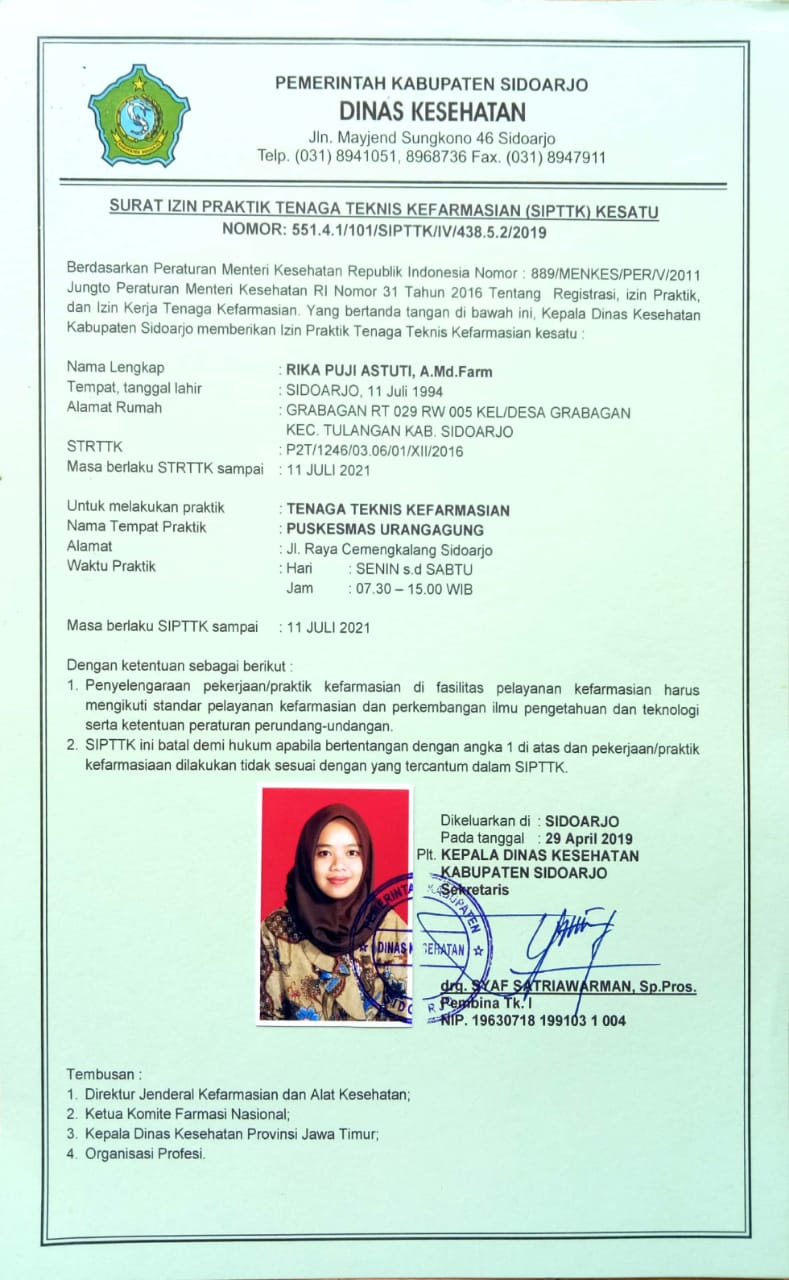 PEMERINTAH KABUPATEN SIDOARJO
DINAS KESEHATAN
Jln. Mayjend Sungkono 46 Sidoarjo
Telp. (031) 8941051, 8968736 Fax. (031) 8947911
SURAT IZIN PRAKTIK TENAGA TEKNIS KEFARMASIAN (SIPTTK) KESATU
NOMOR: 551.4.1/101/SIPTTK/IV/438.5.2/2019
Berdasarkan Peraturan Menteri Kesehatan Republik Indonesia Nomor : 889/MENKES/PER/V/2011
Jungto Peraturan Menteri Kesehatan RI Nomor 31 Tahun 2016 Tentang Registrasi, izin Praktik,
dan Izin Kerja Tenaga Kefarmasian. Yang bertanda tangan di bawah ini, Kepala Dinas Kesehatan
Kabupaten Sidoarjo memberikan Izin Praktik Tenaga Teknis Kefarmasian kesatu :
Nama Lengkap : RIKA PUJI ASTUTI, A.Md.Farm
Tempat, tanggal lahir : SIDOARJO, 11 Juli 1994
Alamat Rumah : GRABAGAN RT 029 RW 005 KEL/DESA GRABAGAN
KEC. TULANGAN KAB. SIDOARJO
STRTTK : P2T/1246/03.06/01/XII/2016
Masa berlaku STRTTK sampai : 11 JULI 2021
Untuk melakukan praktik : TENAGA TEKNIS KEFARMASIAN
Nama Tempat Praktik : PUSKESMAS URANGAGUNG
Alamat : Jl. Raya Cemengkalang Sidoarjo
Waktu Praktik : Hari : SENIN s.d SABTU
Jam : 07.30 – 15.00 WIB
Masa berlaku SIPTTK sampai : 11 JULI 2021
Dengan ketentuan sebagai berikut :
1. Penyelengaraan pekerjaan/praktik kefarmasian di fasilitas pelayanan kefarmasian harus
mengikuti standar pelayanan kefarmasian dan perkembangan ilmu pengetahuan dan teknologi
serta ketentuan peraturan perundang-undangan.
2. SIPTTK ini batal demi hukum apabila bertentangan dengan angka 1 di atas dan pekerjaan/praktik
kefarmasiaan dilakukan tidak sesuai dengan yang tercantum dalam SIPTTK.
Dikeluarkan di : SIDOARJO
Pada tanggal : 29 April 2019
Plt. KEPALA DINAS KESEHATAN
KABUPATEN SIDOARJO
Sekretaris
drg. SYAF SATRIAWARMAN, Sp.Pros.
Pembina Tk. I
NIP. 19630718 199103 1 004
Tembusan :
1. Direktur Jenderal Kefarmasian dan Alat Kesehatan;
2. Ketua Komite Farmasi Nasional;
3. Kepala Dinas Kesehatan Provinsi Jawa Timur;
4. Organisasi Profesi.